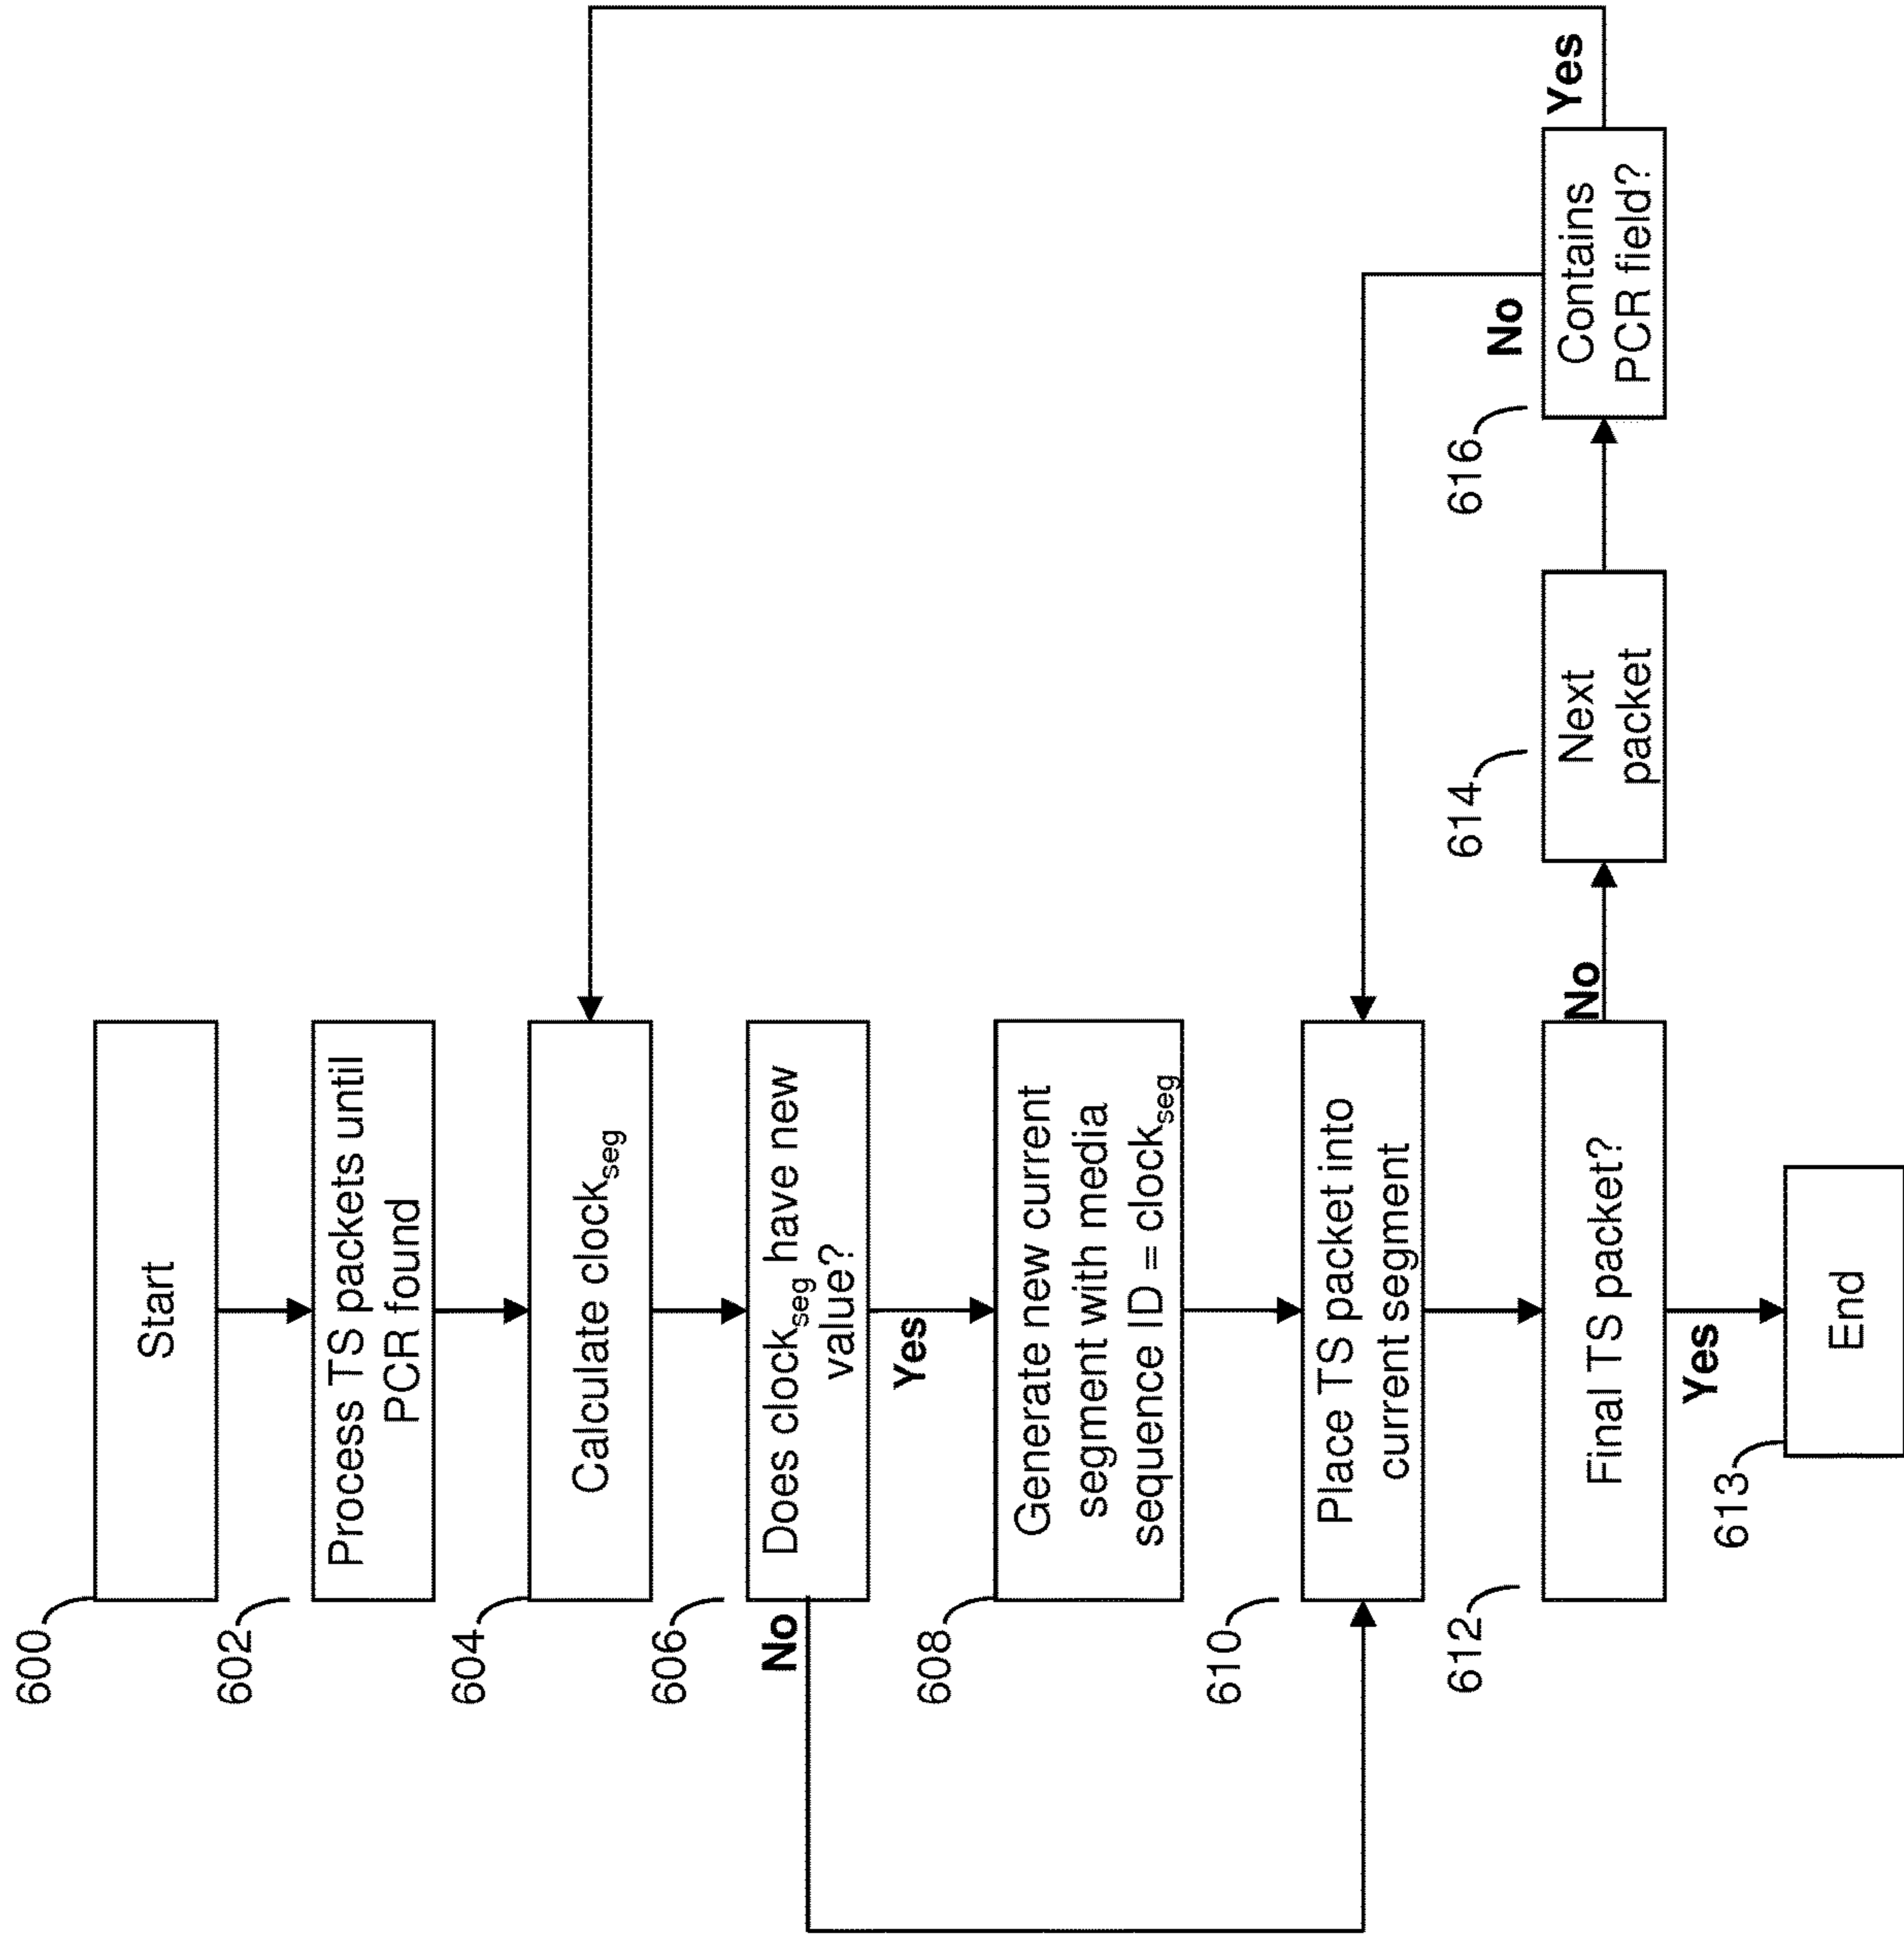 600
Start
602
Process TS packets until
PCR found
604
Calculate clockseg
606
Does clockseg have new
value?
No
Yes
608
Generate new current
segment with media
sequence ID = clockseg
610
Place TS packet into
current segment
612
Final TS packet?
No
Yes
613
End
614
Next
packet
616
Contains
PCR field?
No
Yes